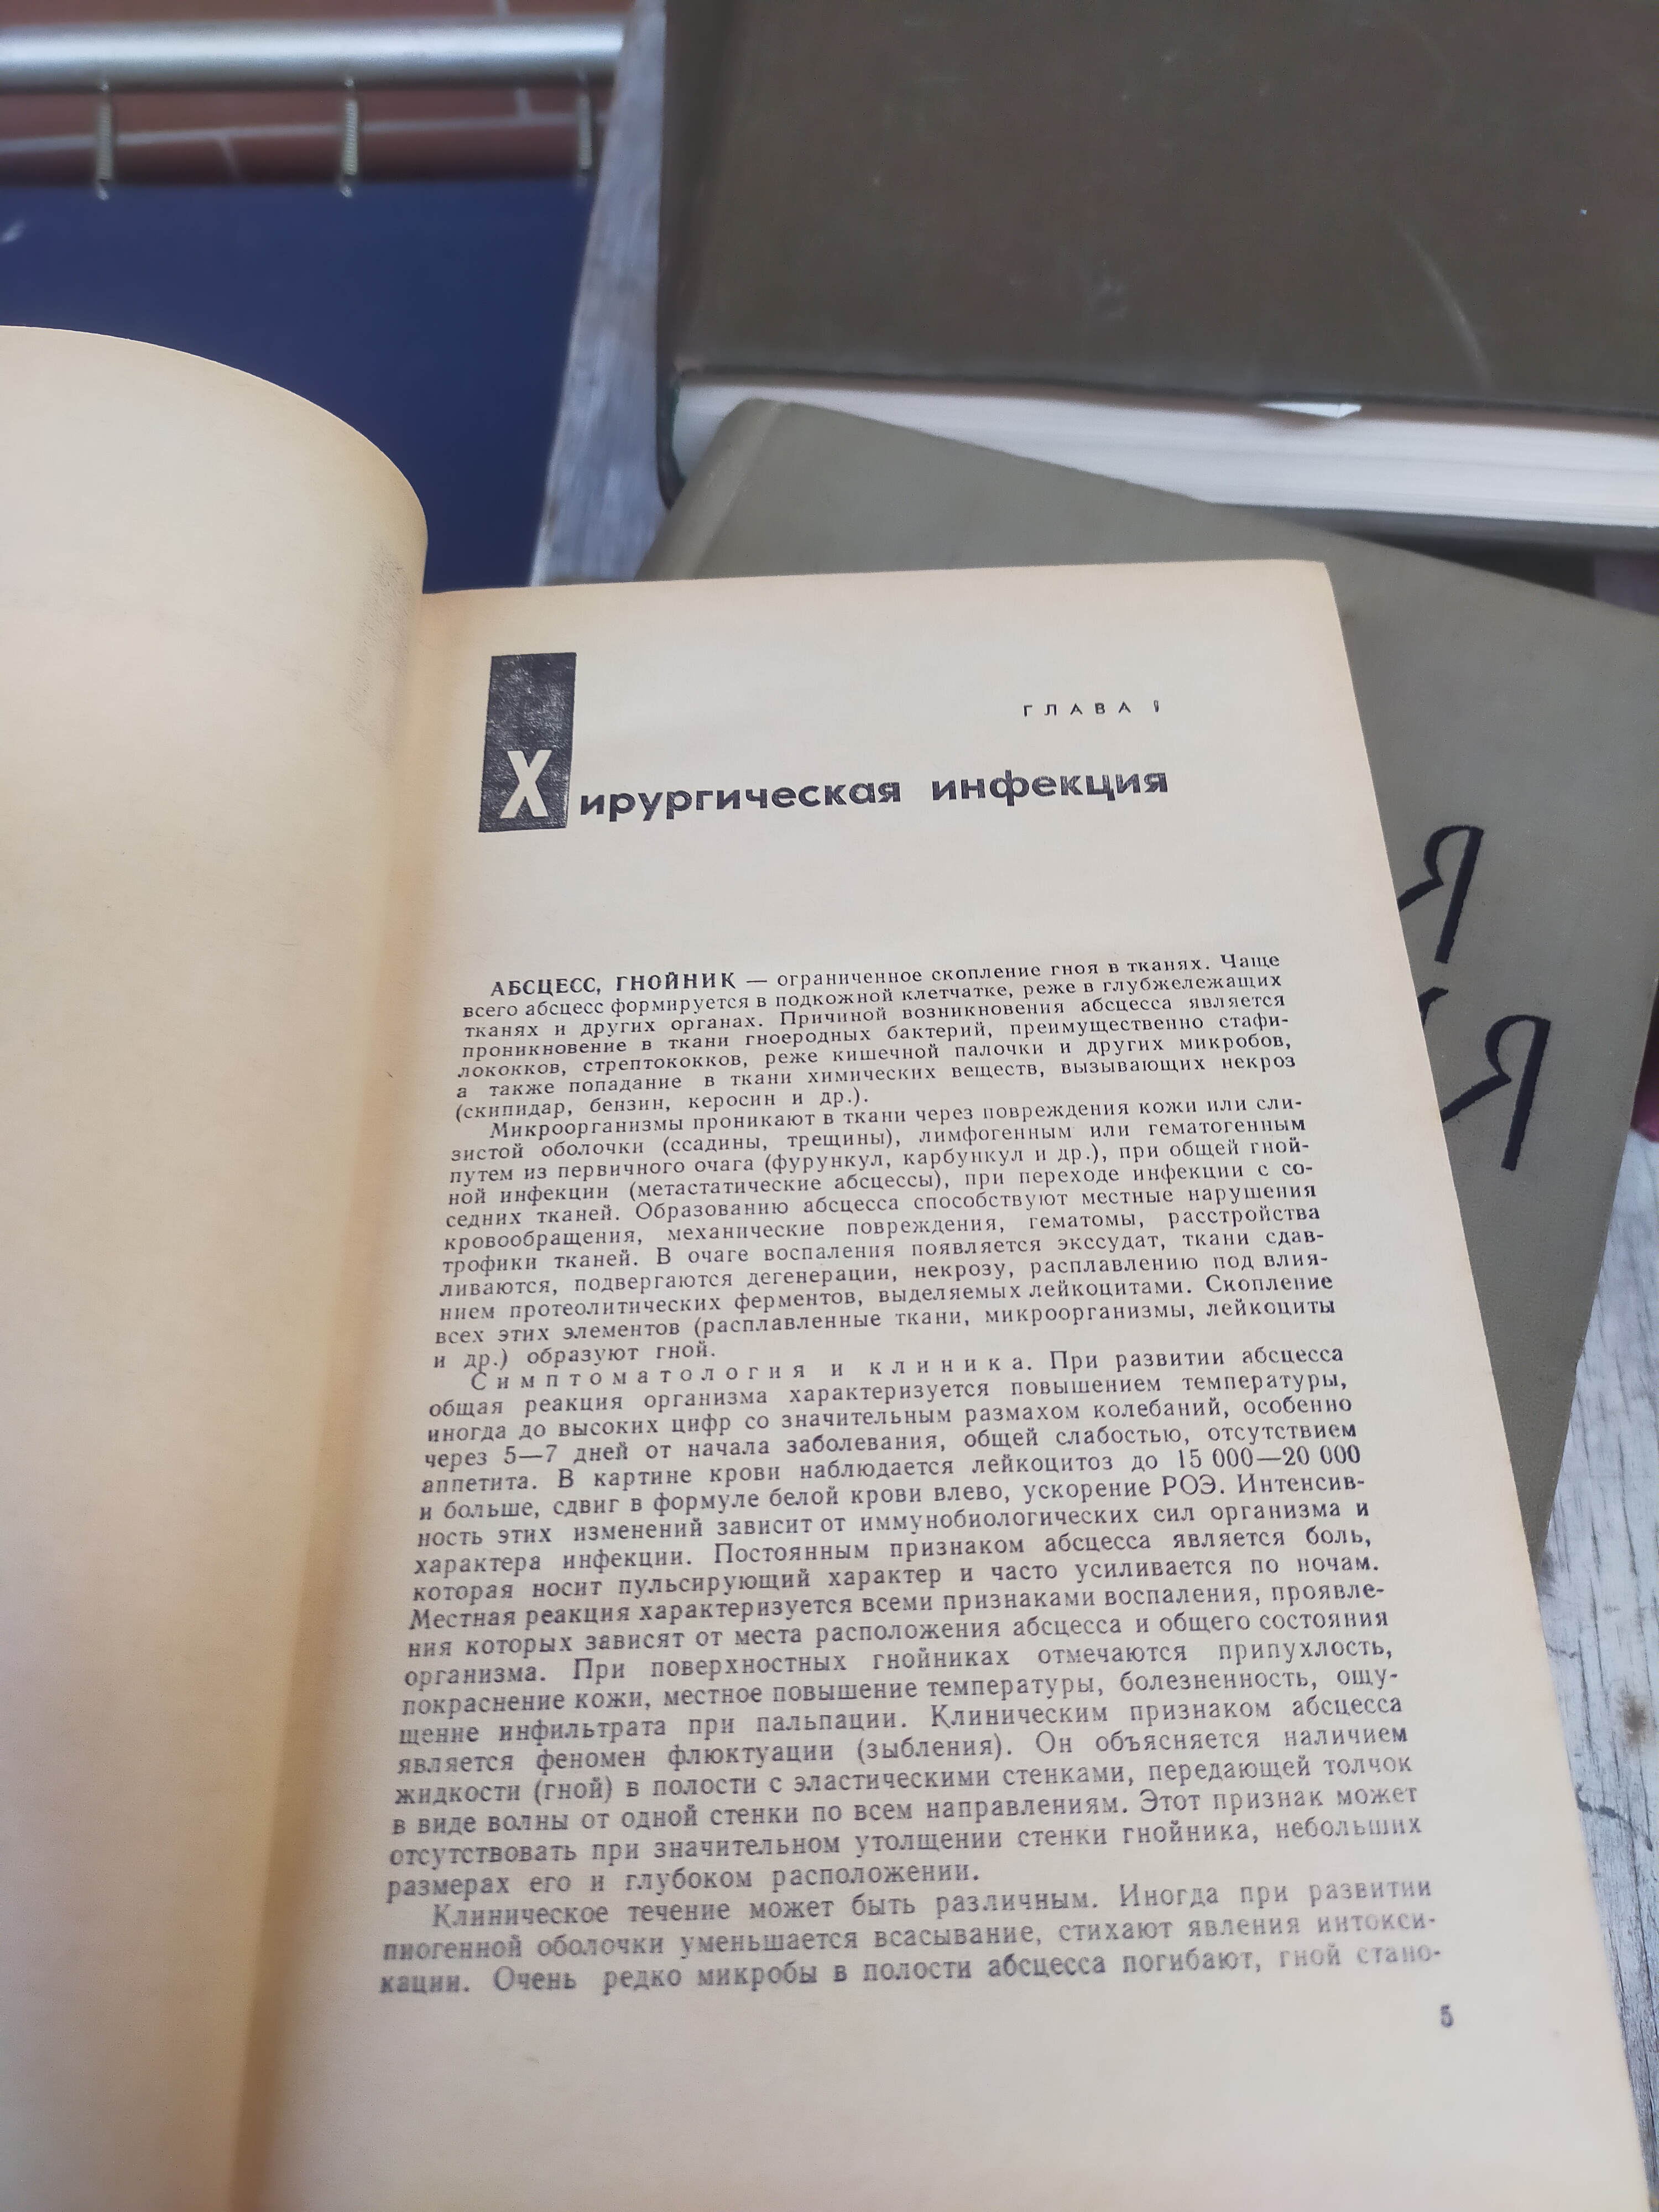 ГЛАВА I
Хирургическая инфекция
АБСЦЕСС, ГНОЙНИК — ограниченное скопление гноя в тканях. Чаще
всего абсцесс формируется в подкожной клетчатке, реже в глубжележащих
тканях и других органах. Причиной возникновения абсцесса является
проникновение в ткани гноеродных бактерий, преимущественно стафи-
лококков, стрептококков, реже кишечной палочки и других микробов,
а также попадание в ткани химических веществ, вызывающих некроз
(скипидар, бензин, керосин и др.).
Микроорганизмы проникают в ткани через повреждения кожи или сли-
зистой оболочки (ссадины, трещины), лимфогенным или гематогенным
путем из первичного очага (фурункул, карбункул и др.), при общей гной-
ной инфекции (метастатические абсцессы), при переходе инфекции с со-
седних тканей. Образованию абсцесса способствуют местные нарушения
кровообращения, механические повреждения, гематомы, расстройства
трофики тканей. В очаге воспаления появляется экссудат, ткани сдав-
ливаются, подвергаются дегенерации, некрозу, расплавлению под влия-
нием протеолитических ферментов, выделяемых лейкоцитами. Скопление
всех этих элементов (расплавленные ткани, микроорганизмы, лейкоциты
и др.) образуют гной.
Симптоматология и клиника. При развитии абсцесса
общая реакция организма характеризуется повышением температуры,
иногда до высоких цифр со значительным размахом колебаний, особенно
через 5—7 дней от начала заболевания, общей слабостью, отсутствием
аппетита. В картине крови наблюдается лейкоцитоз до 15 000—20 000
и больше, сдвиг в формуле белой крови влево, ускорение РОЭ. Интенсив-
ность этих изменений зависит от иммунобиологических сил организма и
характера инфекции. Постоянным признаком абсцесса является боль,
которая носит пульсирующий характер и часто усиливается по ночам.
Местная реакция характеризуется всеми признаками воспаления, проявле-
ния которых зависят от места расположения абсцесса и общего состояния
организма. При поверхностных гнойниках отмечаются припухлость,
покраснение кожи, местное повышение температуры, болезненность, ощу-
щение инфильтрата при пальпации. Клиническим признаком абсцесса
является феномен флюктуации (зыбления). Он объясняется наличием
жидкости (гной) в полости с эластическими стенками, передающей толчок
в виде волны от одной стенки по всем направлениям. Этот признак может
отсутствовать при значительном утолщении стенки гнойника, небольших
размерах его и глубоком расположении.
Клиническое течение может быть различным. Иногда при развитии
пиогенной оболочки уменьшается всасывание, стихают явления интокси-
кации. Очень редко микробы в полости абсцесса погибают, гной стано-
5
Я
Я